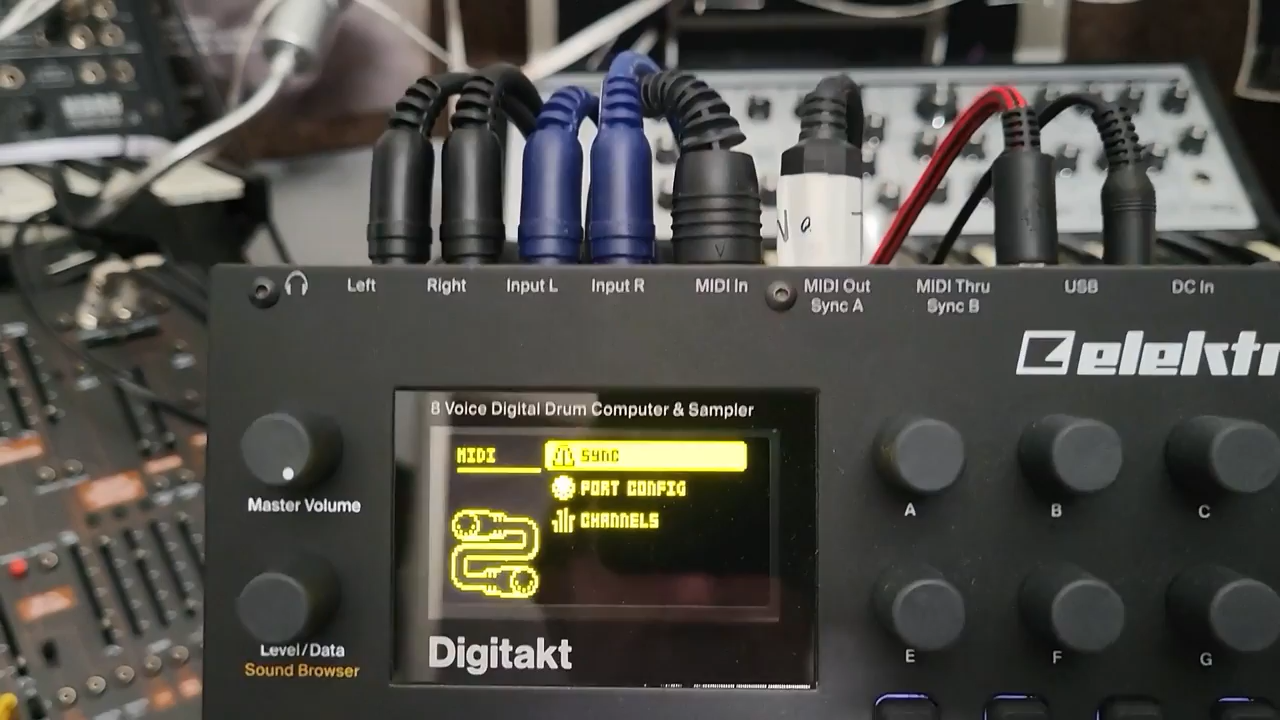 Left Right Input L Input R MIDI In MIDI Out MIDI Thru USB DC In
Sync A Sync B
elektr
8 Voice Digital Drum Computer & Sampler
MIDI
SYNC
PORT CONFIG
CHANNELS
Digitakt
Master Volume
Level/Data
Sound Browser
A B C
E F G